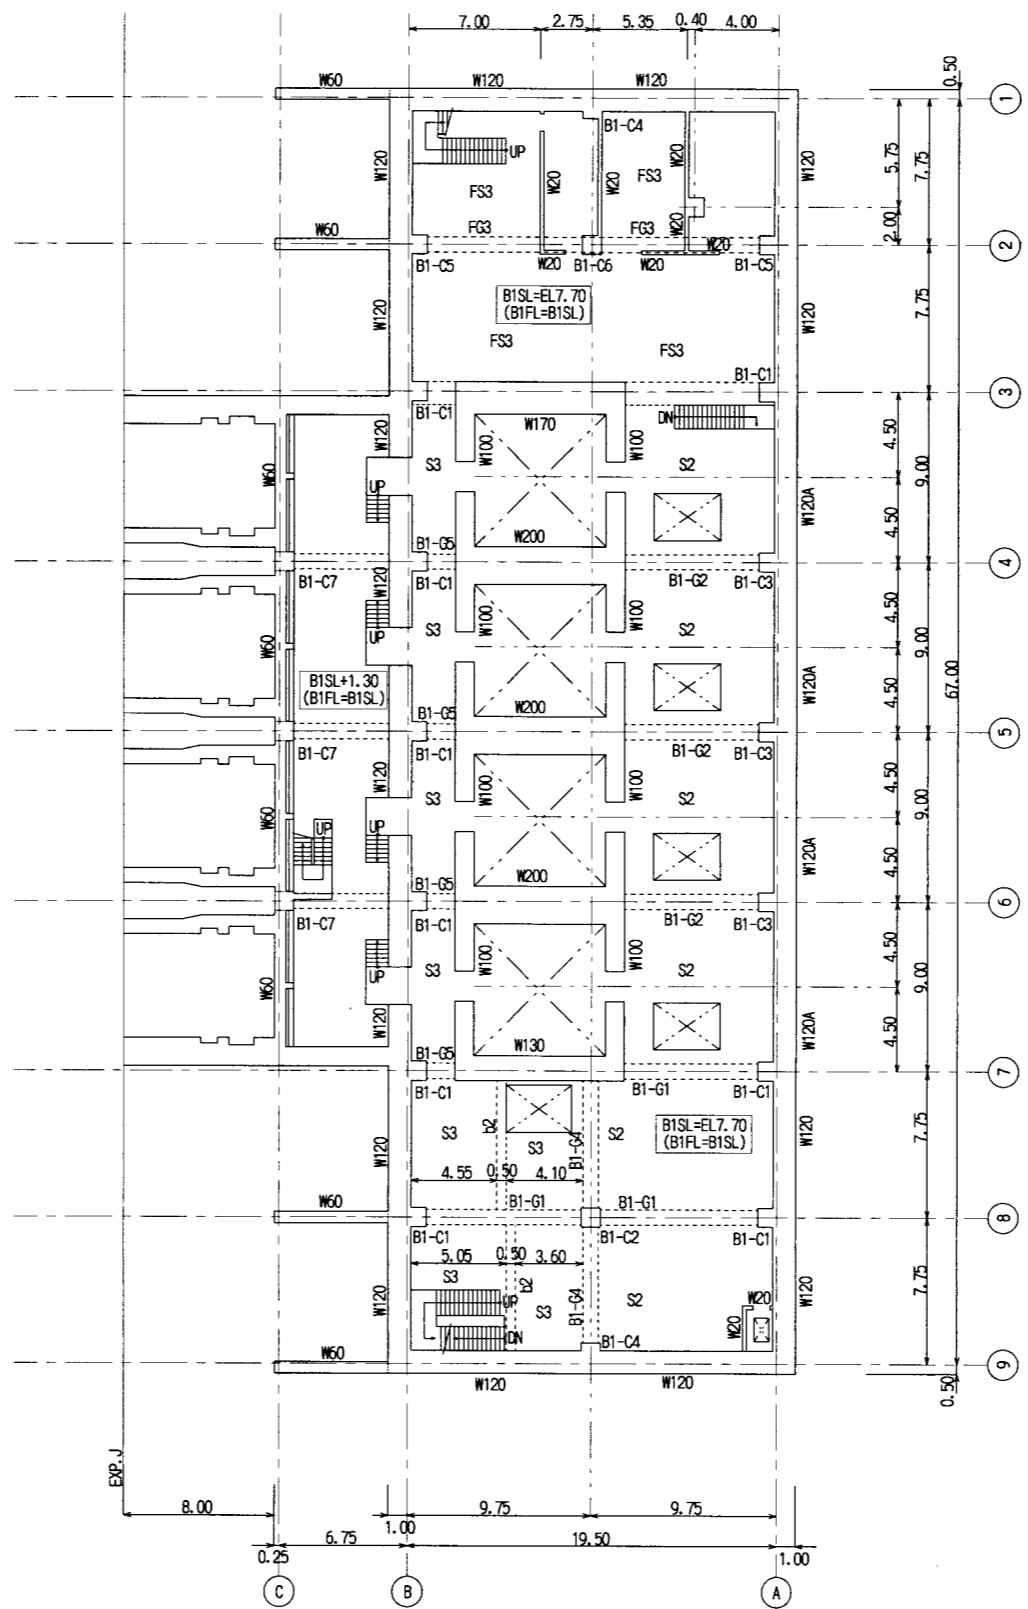 7.00 2.75 5.35 0.40 4.00
0.50
W60 W120 W120
1
B1-C4
UP
W120 W20 W20 FS3 W20 W120
5.75 7.75
FS3
FG3 FG3 W20
2.00
W60
W20
2
B1-C5 W20 B1-C6 W20 B1-C5
B1SL=EL7.70
(B1FL=B1SL)
W120 W120
7.75
FS3 FS3
B1-C1
3
B1-C1 DN
W170
W120 W100 W100
4.50
S3 S2
W60 UP
9.00
W120A
W200
4.50
B1-G5
4
B1-C7 W120 B1-C1 B1-G2 B1-C3
4.50
UP S3 W100 W100 S2
W60
9.00
B1SL+1.30
(B1FL=B1SL)
W120A
67.00
4.50
W200
B1-G5
5
B1-C7 B1-C1 B1-G2 B1-C3
W120
4.50
S3 W100 W100 S2
W60 UP UP
9.00
W120A
4.50
W200
B1-G5
6
B1-C7 B1-C1 B1-G2 B1-C3
4.50
W100 W100
UP S3 S2
W60
9.00
W120 W120A
4.50
W130
B1-G5
7
B1-C1 B1-G1 B1-C1
b2
S3 S3 B1-G4 S2
B1SL=EL7.70
(B1FL=B1SL)
W120 W120
7.75
4.55 0.50 4.10
W60 B1-G1 B1-G1
8
B1-C1 B1-C2 B1-C1
5.05 0.50 3.60
S3 b2
W120 UP S3 B1-G4 S2 W20 W120
7.75
W20
DN
B1-C4
W60
9
W120 W120
0.50
EXP.J
8.00 1.00 9.75 9.75
0.25 6.75 19.50 1.00
C B A